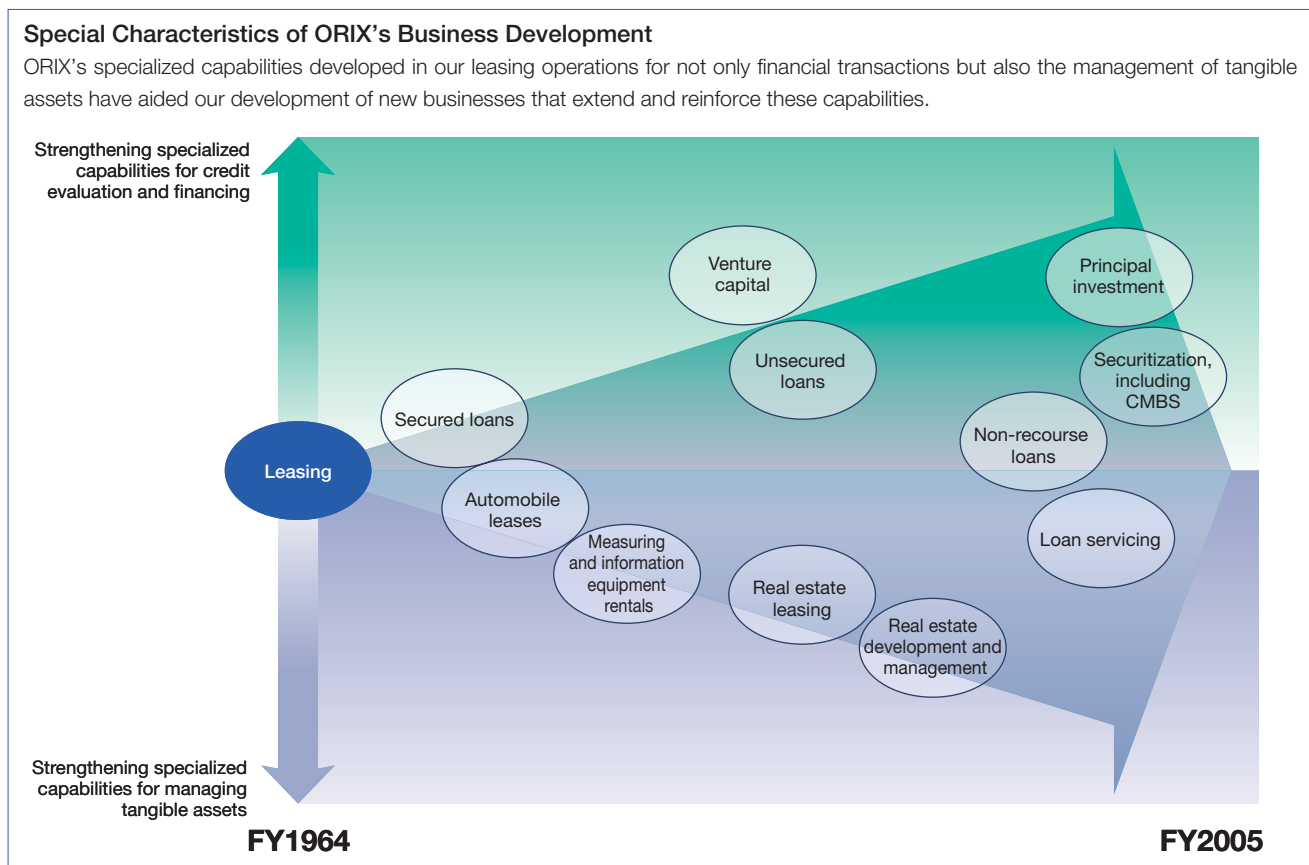 Special Characteristics of ORIX's Business Development
ORIX's specialized capabilities developed in our leasing operations for not only financial transactions but also the management of tangible
assets have aided our development of new businesses that extend and reinforce these capabilities.
Strengthening specialized
capabilities for credit
evaluation and financing
Venture
capital
Principal
investment
Unsecured
loans
Securitization,
including
CMBS
Secured loans
Non-recourse
loans
Leasing
Automobile
leases
Loan servicing
Measuring
and information
equipment
rentals
Real estate
leasing
Real estate
development and
management
Strengthening specialized
capabilities for managing
tangible assets
FY1964
FY2005